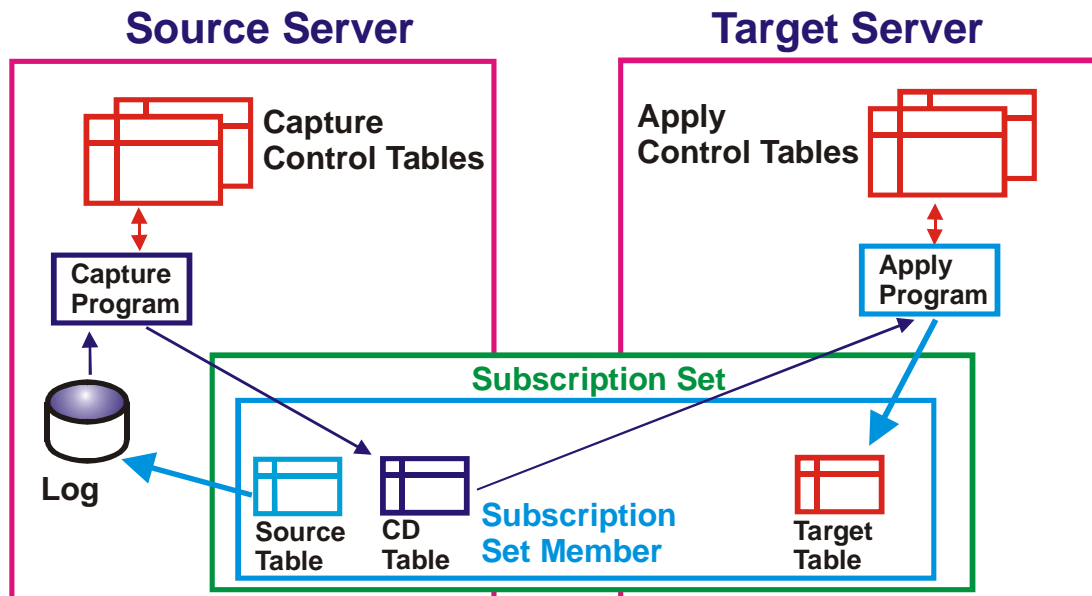 Source Server
Target Server
Capture
Control Tables
Apply
Control Tables
Capture
Program
Apply
Program
Subscription Set
Log
Source
Table
CD
Table
Subscription
Set Member
Target
Table